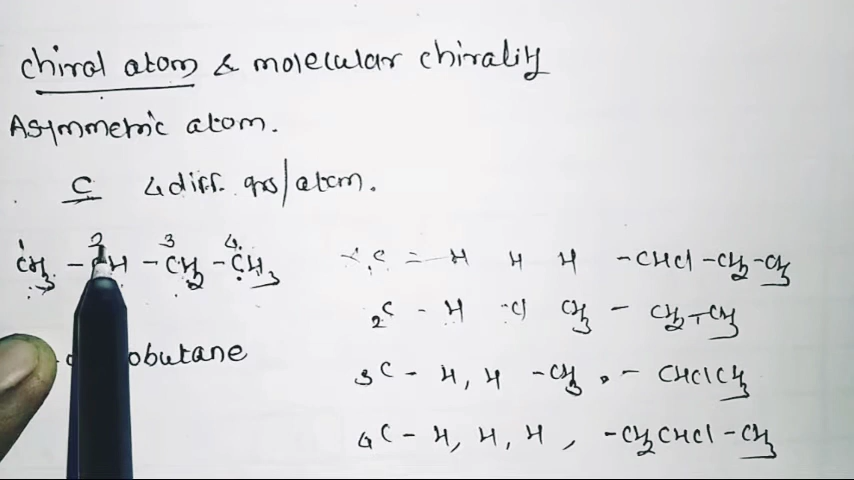 chiral atom & molecular chirality
Asymmetric atom.
C 4 diff. grs/atom.
1 2 3 4.
CH3 - CH - CH2 - CH3
obutane
1C = H H H - CHCl - CH2 - CH3
2C - H Cl CH3 - CH2 - CH3
3C - H, H - CH3, - CHClCH3
4C - H, H, H, - CH2CHCl - CH3